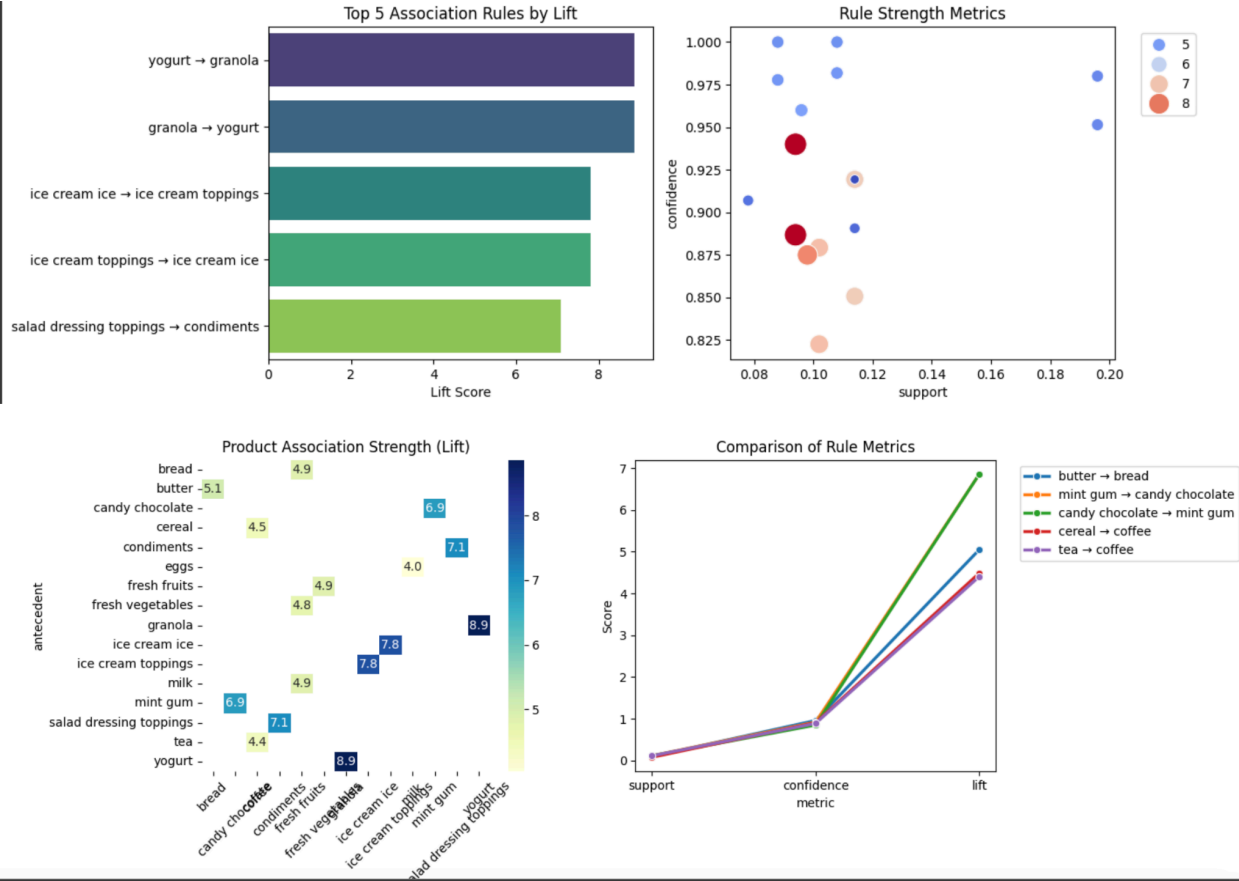 Top 5 Association Rules by Lift
yogurt → granola
granola → yogurt
ice cream ice → ice cream toppings
ice cream toppings → ice cream ice
salad dressing toppings → condiments
0 2 4 6 8
Lift Score
Rule Strength Metrics
1.000
0.975
0.950
0.925
0.900
0.875
0.850
0.825
confidence
0.08 0.10 0.12 0.14 0.16 0.18 0.20
support
5
6
7
8
Product Association Strength (Lift)
antecedent
bread 4.9
butter 5.1
candy chocolate 6.9
cereal 4.5
condiments 7.1
eggs 4.0
fresh fruits 4.9
fresh vegetables 4.8
granola 8.9
ice cream ice 7.8
ice cream toppings 7.8
milk 4.9
mint gum 6.9
salad dressing toppings 7.1
tea 4.4
yogurt 8.9
bread
candy chocolate
coffee
condiments
fresh fruits
fresh vegetables
granola
ice cream ice
ice cream toppings
milk
mint gum
yogurt
salad dressing toppings
8
7
6
5
Comparison of Rule Metrics
7
6
5
4
3
2
1
0
Score
support confidence lift
metric
butter → bread
mint gum → candy chocolate
candy chocolate → mint gum
cereal → coffee
tea → coffee